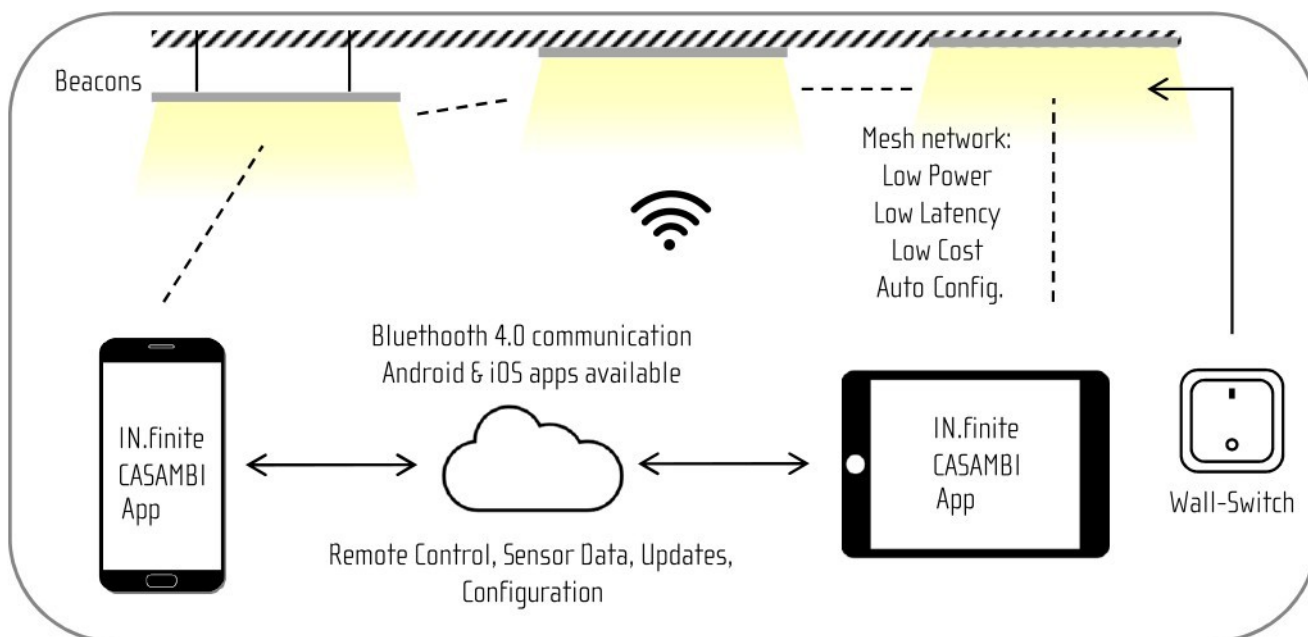 Beacons
Mesh network:
Low Power
Low Latency
Low Cost
Auto Config.
Bluethooth 4.0 communication
Android & iOS apps available
IN.finite
CASAMBI
App
IN.finite
CASAMBI
App
Wall-Switch
Remote Control, Sensor Data, Updates,
Configuration